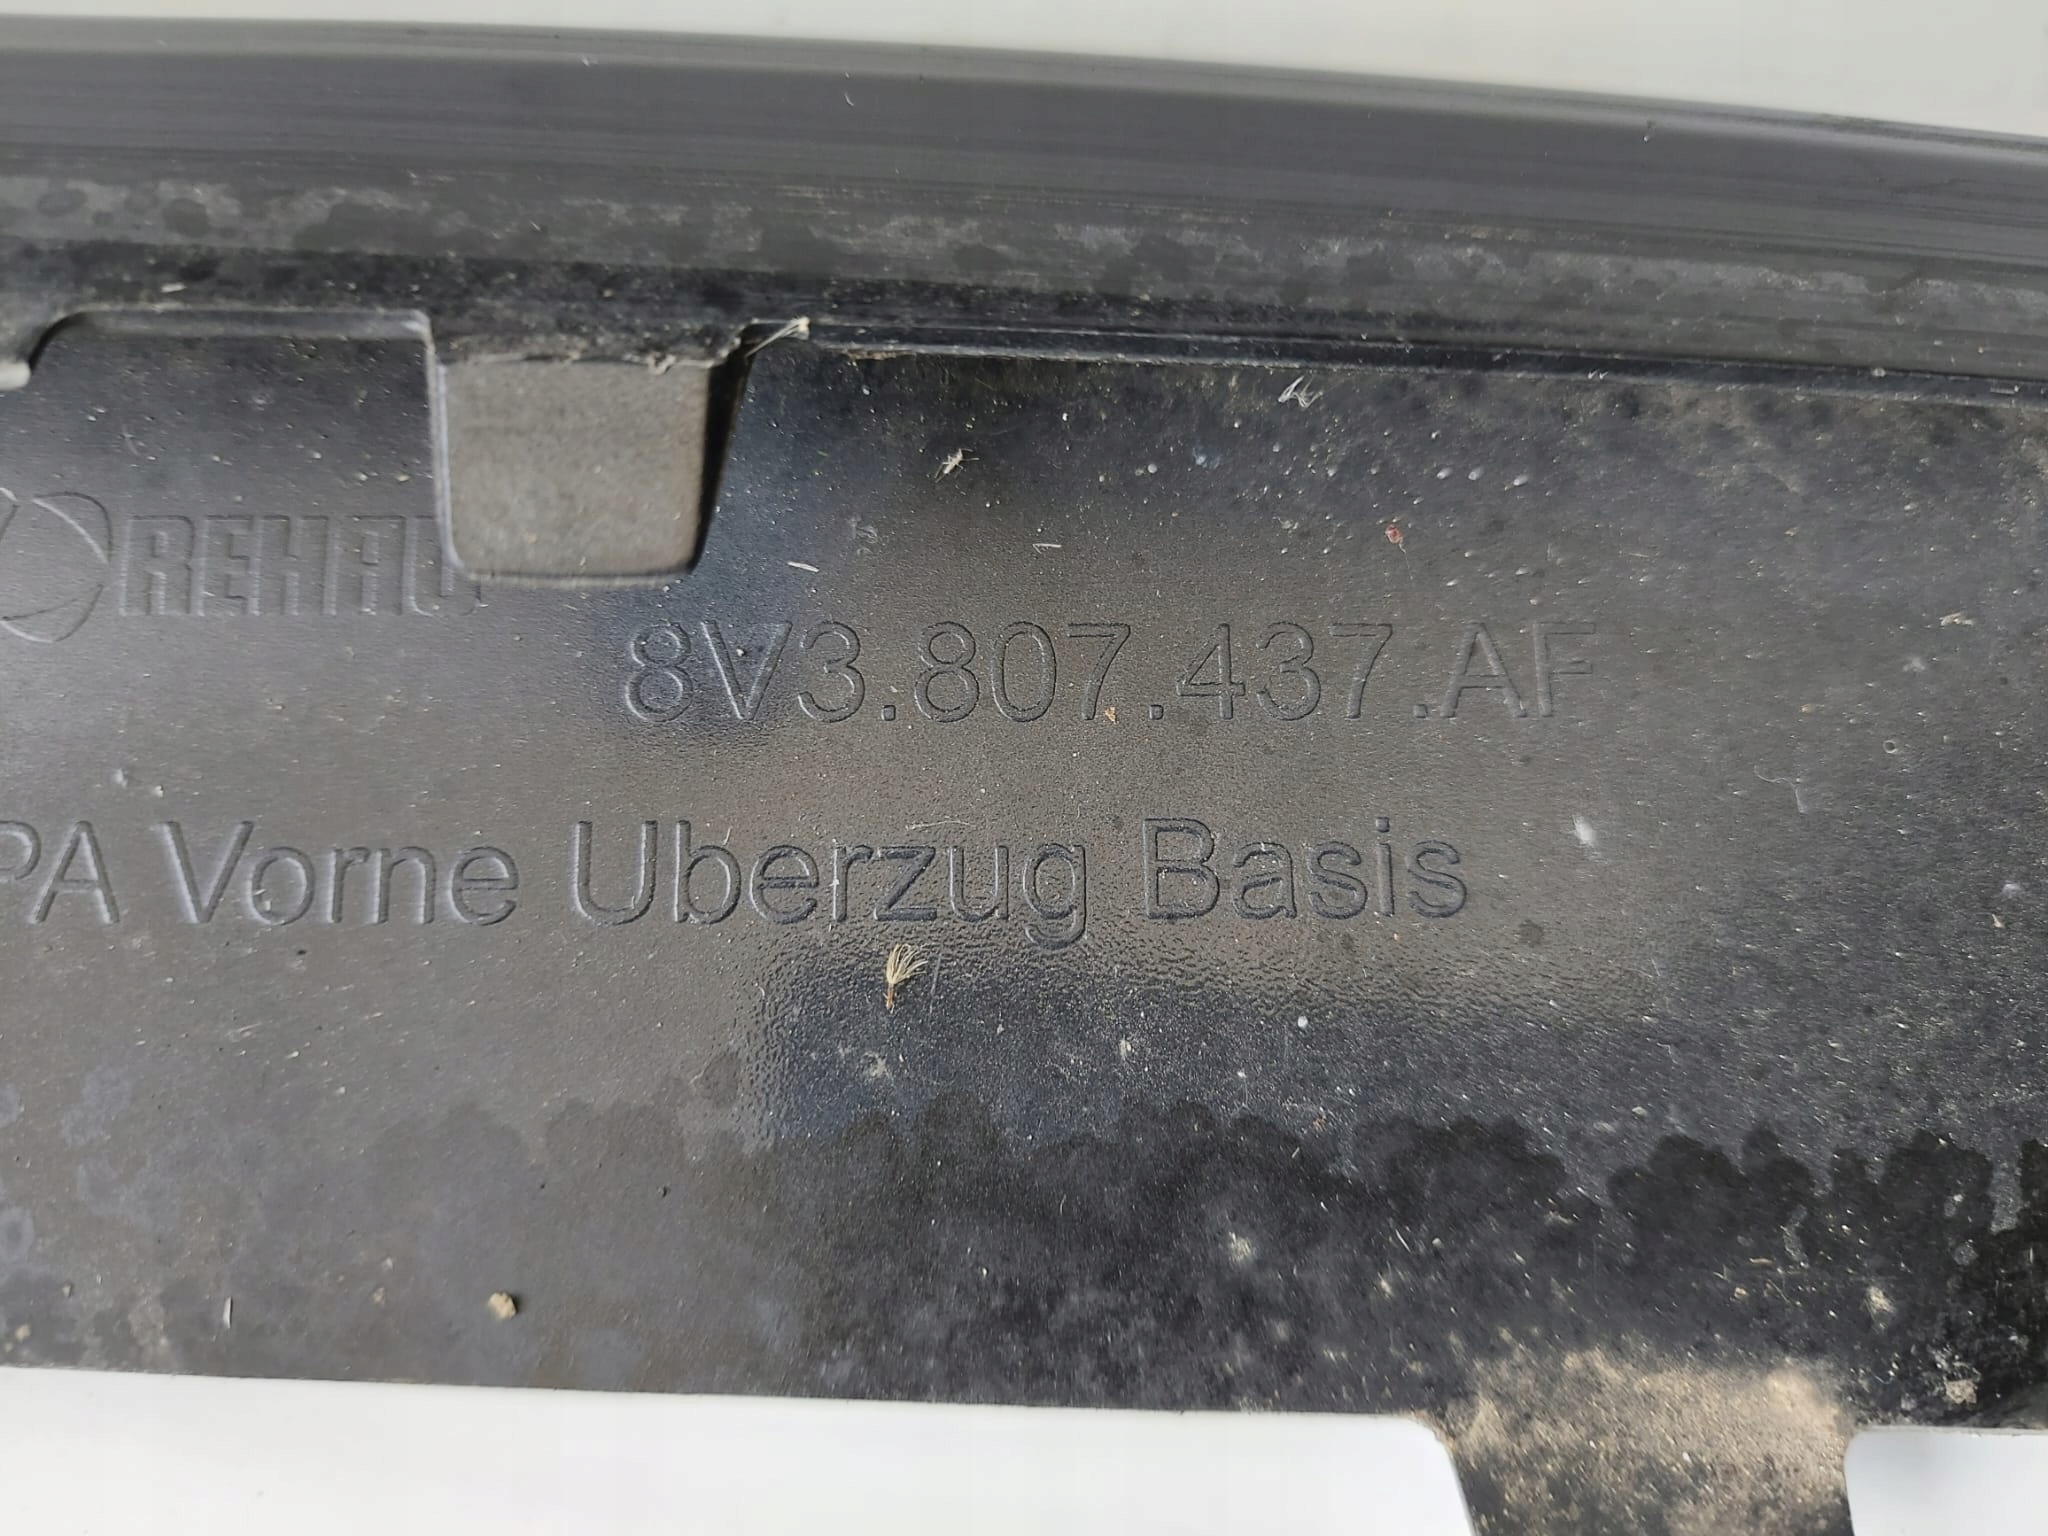 REHAU
8V3.807.437.AF
PA Vorne Uberzug Basis